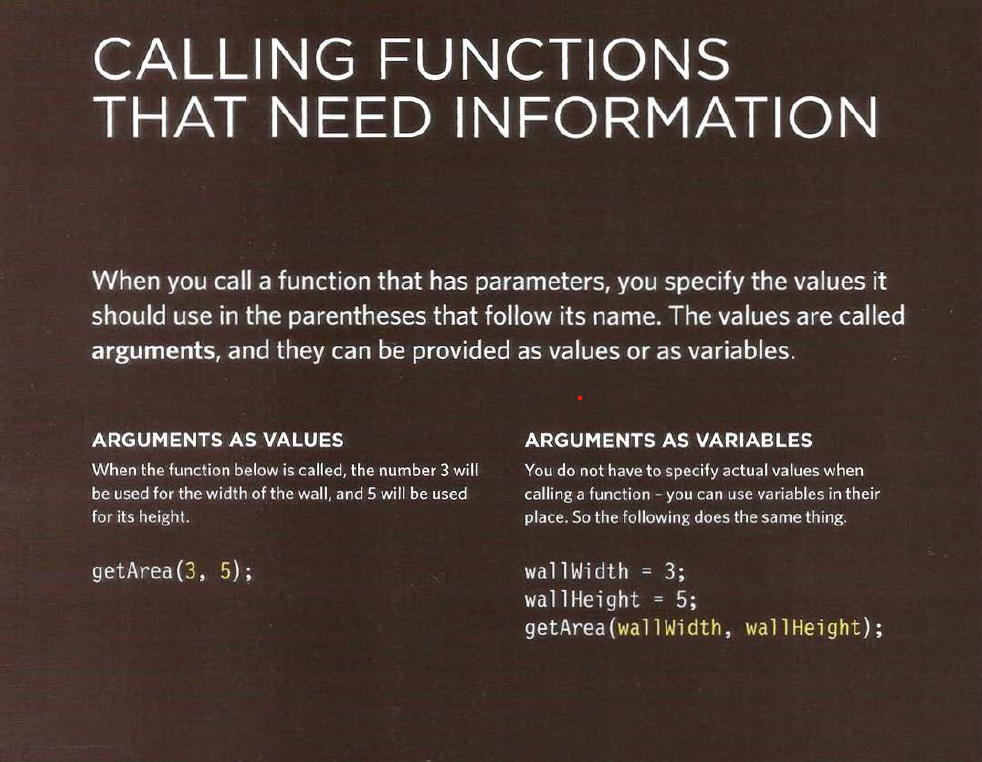 CALLING FUNCTIONS
THAT NEED INFORMATION
When you call a function that has parameters, you specify the values it
should use in the parentheses that follow its name. The values are called
arguments, and they can be provided as values or as variables.
ARGUMENTS AS VALUES
When the function below is called, the number 3 will
be used for the width of the wall, and 5 will be used
for its height.
getArea(3, 5);
ARGUMENTS AS VARIABLES
You do not have to specify actual values when
calling a function – you can use variables in their
place. So the following does the same thing.
wallWidth = 3;
wallHeight = 5;
getArea(wallWidth, wallHeight);